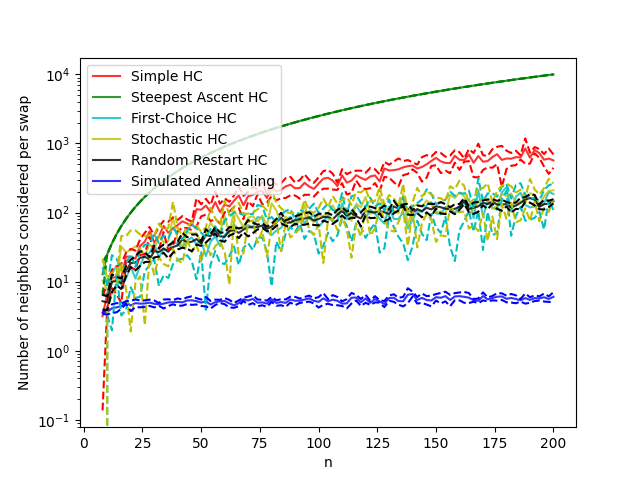 Number of neighbors considered per swap
10⁴
10³
10²
10¹
10⁰
10⁻¹
Simple HC
Steepest Ascent HC
First-Choice HC
Stochastic HC
Random Restart HC
Simulated Annealing
0 25 50 75 100 125 150 175 200
n